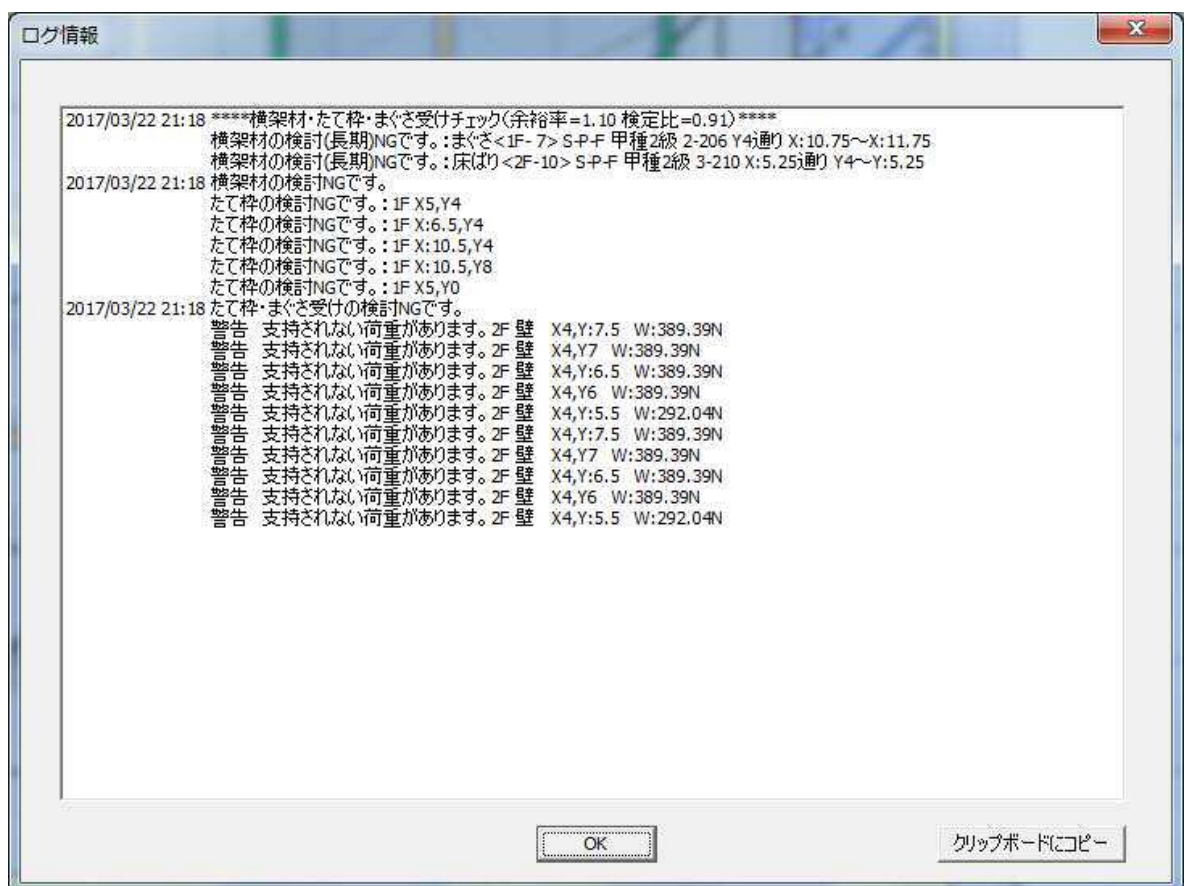 ログ情報
2017/03/22 21:18 ****横架材・たて枠・まぐさ受けチェック(余裕率=1.10 検定比=0.91)****
横架材の検討(長期)NGです。:まぐさ<1F- 7> S-P-F 甲種2級 2-206 Y4通り X:10.75～X:11.75
横架材の検討(長期)NGです。:床ばり<2F-10> S-P-F 甲種2級 3-210 X:5.25通り Y4～Y:5.25
2017/03/22 21:18 横架材の検討NGです。
たて枠の検討NGです。: 1F X5,Y4
たて枠の検討NGです。: 1F X:6.5,Y4
たて枠の検討NGです。: 1F X:10.5,Y4
たて枠の検討NGです。: 1F X:10.5,Y8
たて枠の検討NGです。: 1F X5,Y0
2017/03/22 21:18 たて枠・まぐさ受けの検討NGです。
警告 支持されない荷重があります。2F 壁 X4,Y:7.5 W:389.39N
警告 支持されない荷重があります。2F 壁 X4,Y7 W:389.39N
警告 支持されない荷重があります。2F 壁 X4,Y:6.5 W:389.39N
警告 支持されない荷重があります。2F 壁 X4,Y6 W:389.39N
警告 支持されない荷重があります。2F 壁 X4,Y:5.5 W:292.04N
警告 支持されない荷重があります。2F 壁 X4,Y:7.5 W:389.39N
警告 支持されない荷重があります。2F 壁 X4,Y7 W:389.39N
警告 支持されない荷重があります。2F 壁 X4,Y:6.5 W:389.39N
警告 支持されない荷重があります。2F 壁 X4,Y6 W:389.39N
警告 支持されない荷重があります。2F 壁 X4,Y:5.5 W:292.04N
OK
クリップボードにコピー